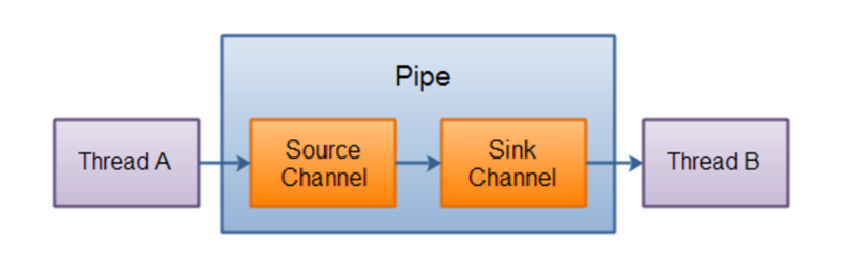 Pipe
Thread A
Source
Channel
Sink
Channel
Thread B